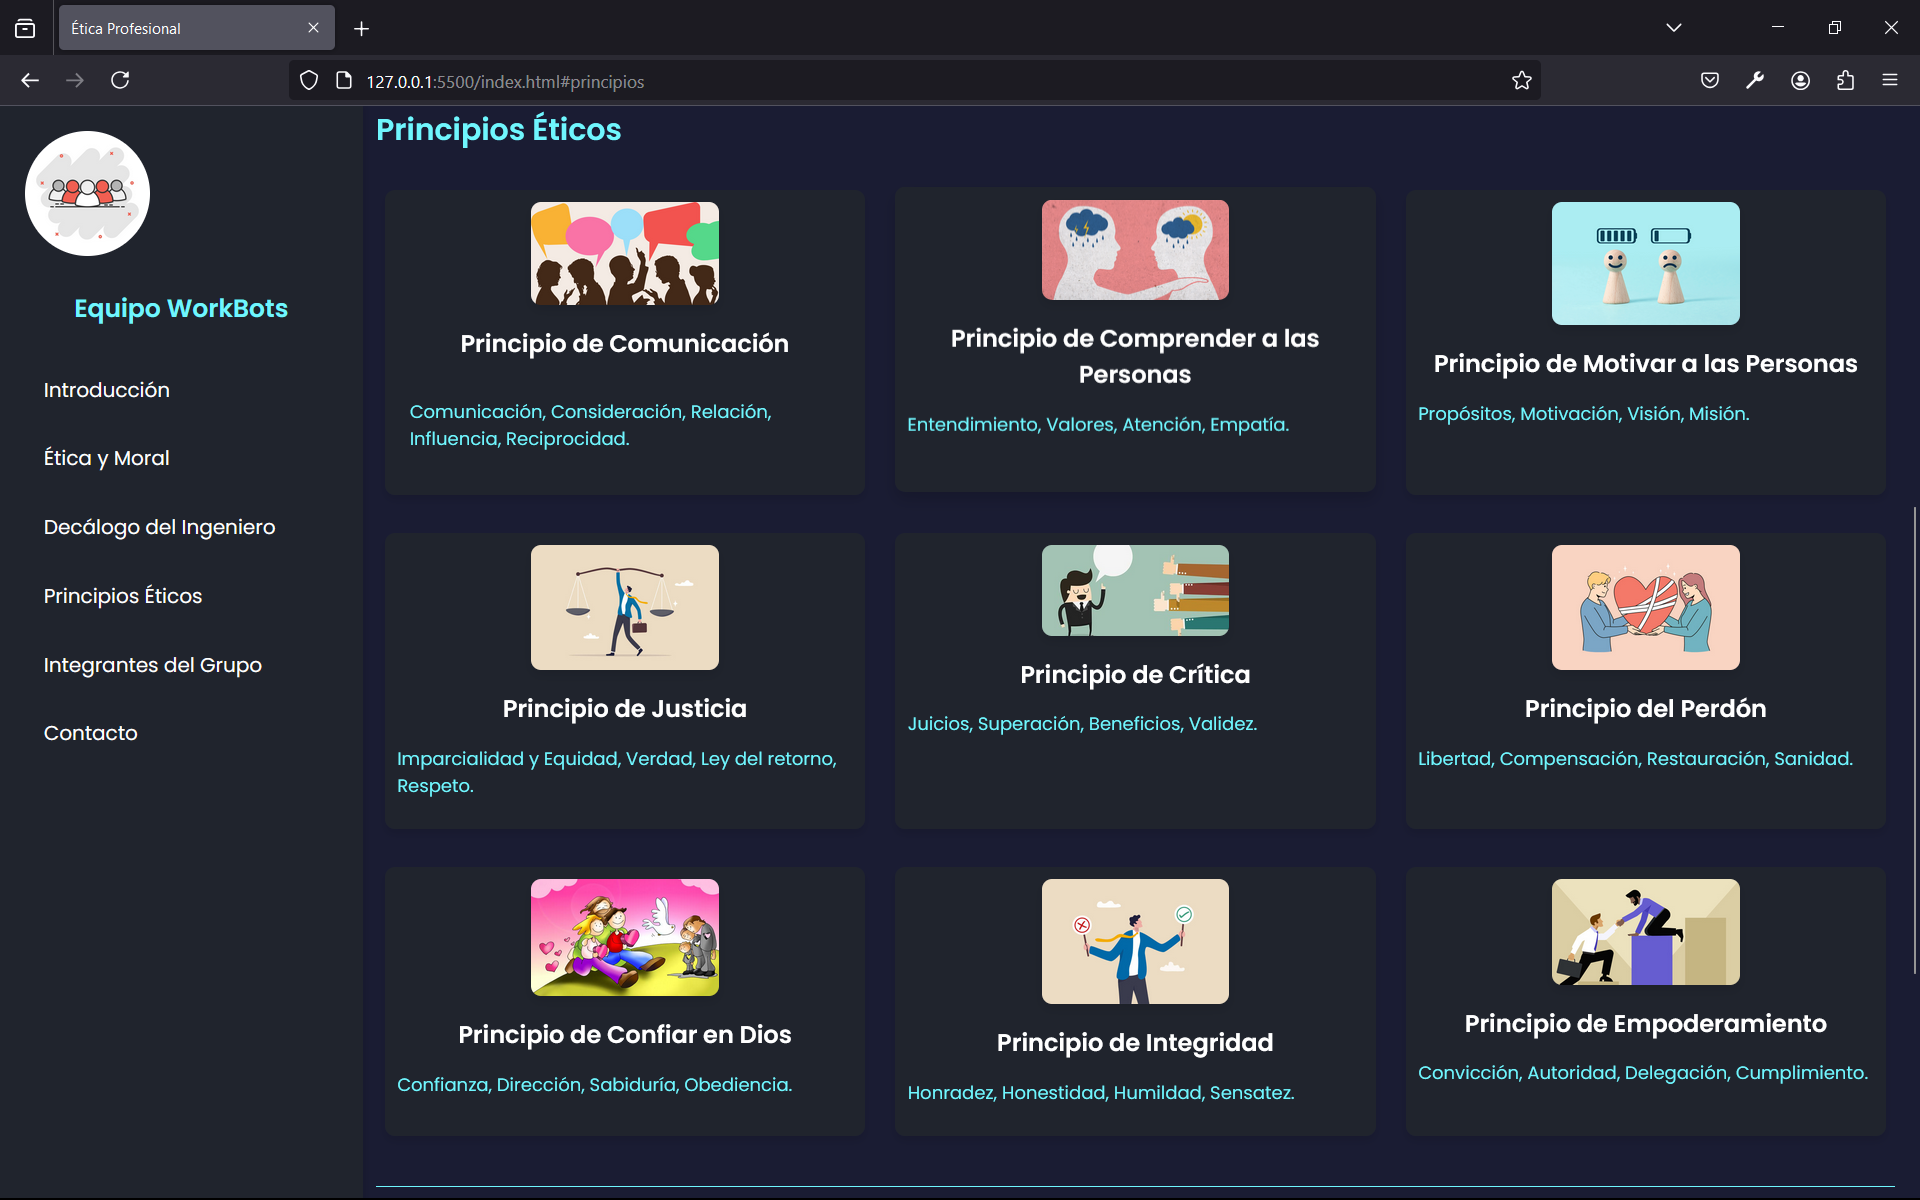 Ética Profesional
127.0.0.1:5500/index.html#principios
Equipo WorkBots
Introducción
Ética y Moral
Decálogo del Ingeniero
Principios Éticos
Integrantes del Grupo
Contacto
Principios Éticos
Principio de Comunicación
Comunicación, Consideración, Relación,
Influencia, Reciprocidad.
Principio de Comprender a las
Personas
Entendimiento, Valores, Atención, Empatía.
Principio de Motivar a las Personas
Propósitos, Motivación, Visión, Misión.
Principio de Justicia
Imparcialidad y Equidad, Verdad, Ley del retorno,
Respeto.
Principio de Crítica
Juicios, Superación, Beneficios, Validez.
Principio del Perdón
Libertad, Compensación, Restauración, Sanidad.
Principio de Confiar en Dios
Confianza, Dirección, Sabiduría, Obediencia.
Principio de Integridad
Honradez, Honestidad, Humildad, Sensatez.
Principio de Empoderamiento
Convicción, Autoridad, Delegación, Cumplimiento.